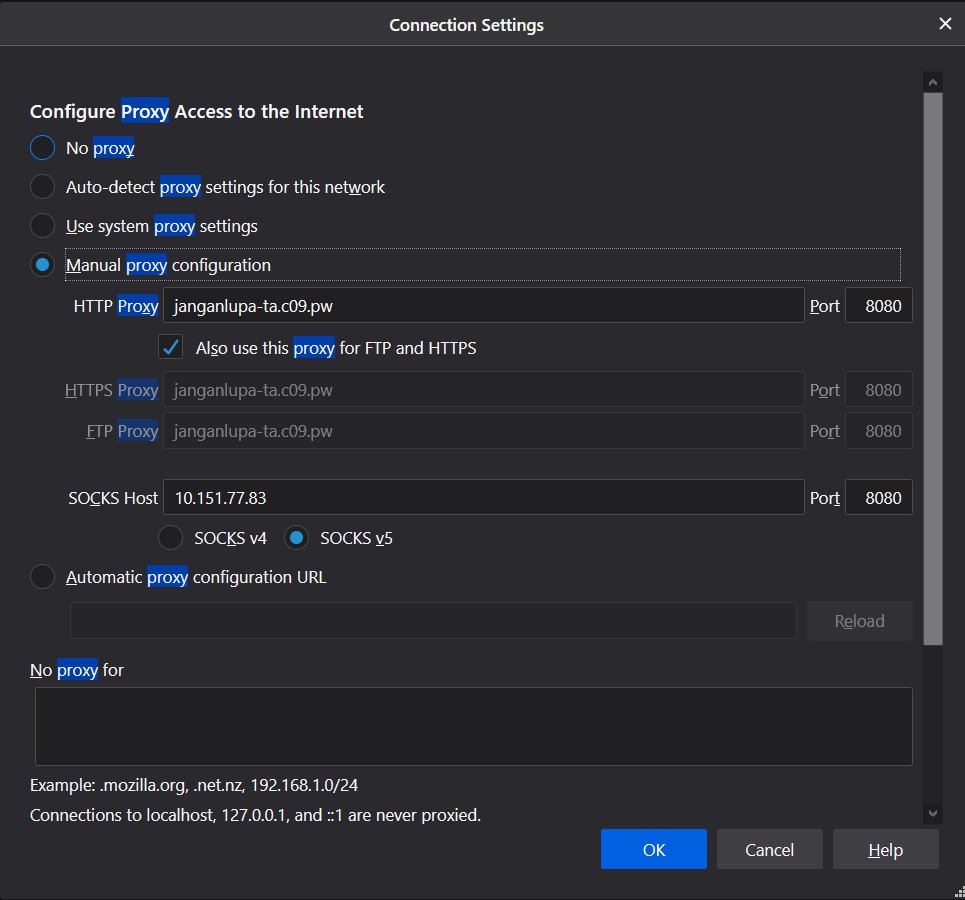 Connection Settings
Configure Proxy Access to the Internet
No proxy
Auto-detect proxy settings for this network
Use system proxy settings
Manual proxy configuration
HTTP Proxy janganlupa-ta.c09.pw Port 8080
Also use this proxy for FTP and HTTPS
HTTPS Proxy janganlupa-ta.c09.pw Port 8080
FTP Proxy janganlupa-ta.c09.pw Port 8080
SOCKS Host 10.151.77.83 Port 8080
SOCKS v4 SOCKS v5
Automatic proxy configuration URL
Reload
No proxy for
Example: .mozilla.org, .net.nz, 192.168.1.0/24
Connections to localhost, 127.0.0.1, and ::1 are never proxied.
OK Cancel Help